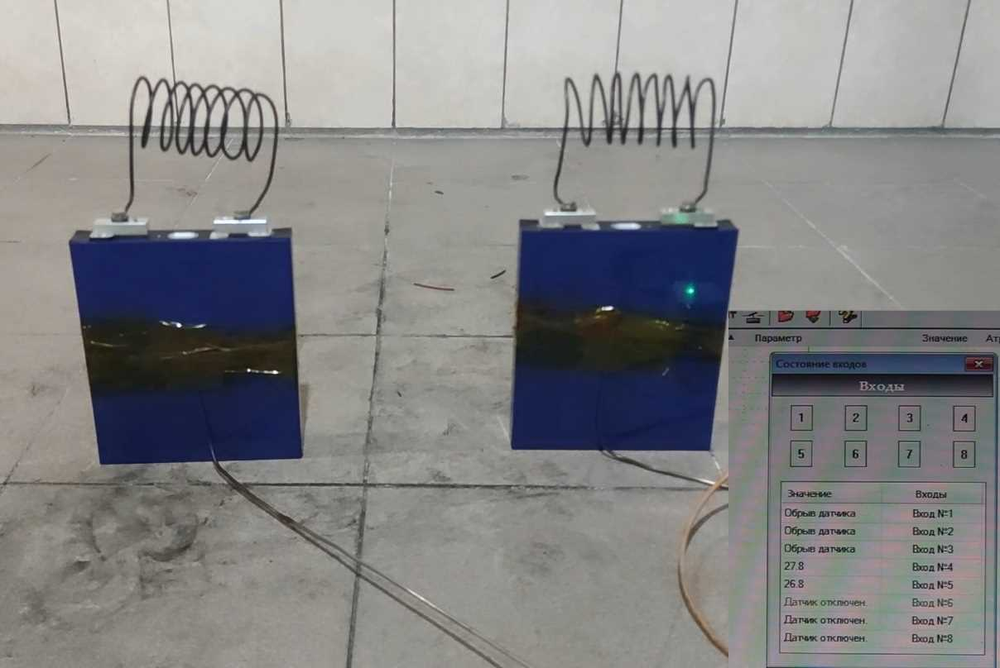 Параметр Значение
Состояние входов
Входы
1 2 3 4
5 6 7 8
Значение Входы
Обрыв датчика Вход №1
Обрыв датчика Вход №2
Обрыв датчика Вход №3
27.8 Вход №4
26.8 Вход №5
Датчик отключен. Вход №6
Датчик отключен. Вход №7
Датчик отключен. Вход №8